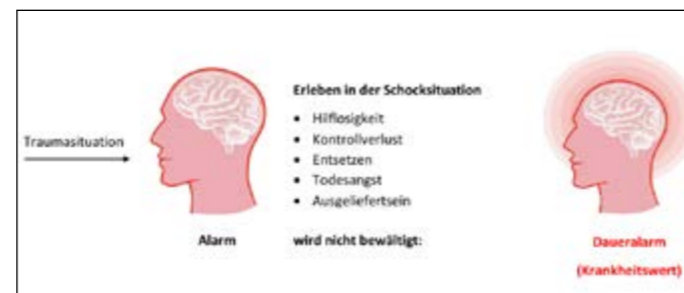 Traumasituation
Alarm
Erleben in der Schocksituation
• Hilflosigkeit
• Kontrollverlust
• Entsetzen
• Todesangst
• Ausgeliefertsein
wird nicht bewältigt:
Daueralarm
(Krankheitswert)